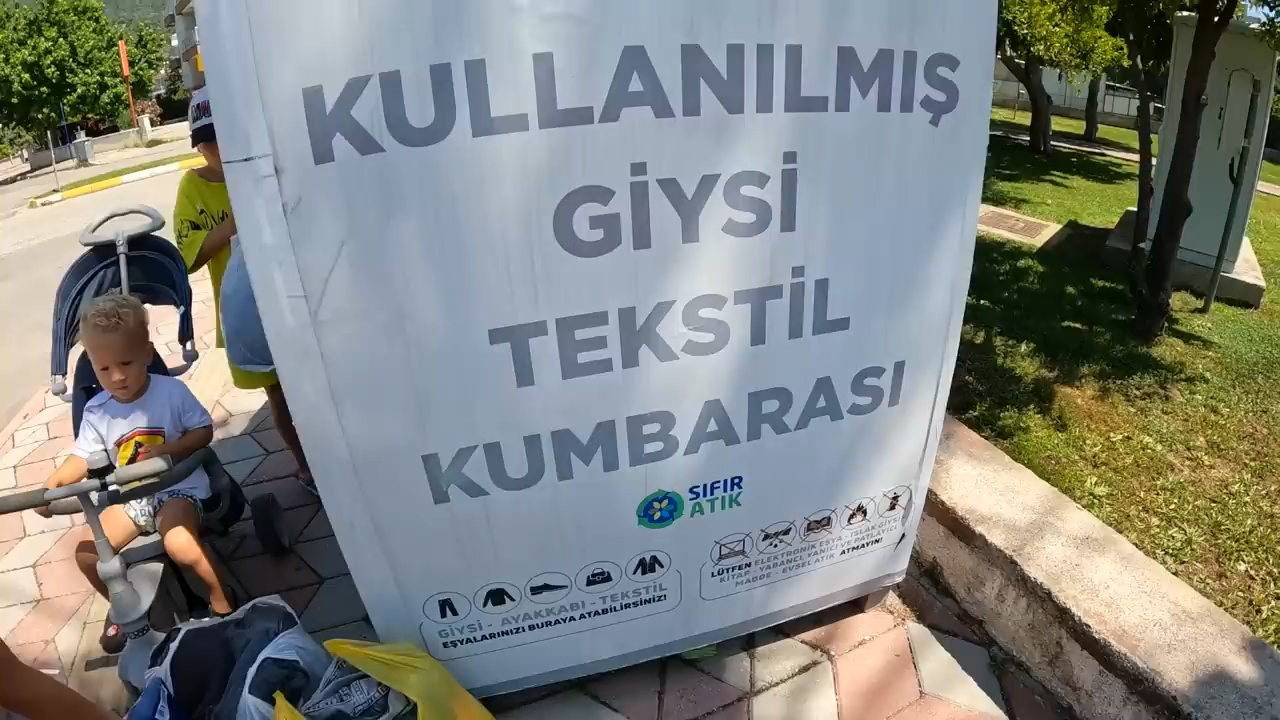 KULLANILMIŞ
GİYSİ
TEKSTİL
KUMBARASI
SIFIR
ATIK
GİYSİ - AYAKKABI - TEKSTİL
EŞYALARINIZI BURAYA ATABİLİRSİNİZ!
LÜTFEN ELEKTRONİK EŞYA - ISLAK GİYSİ
KİTAP - YABANCI, YANICI VE PATLAYICI
MADDE - EVSEL ATIK ATMAYIN!